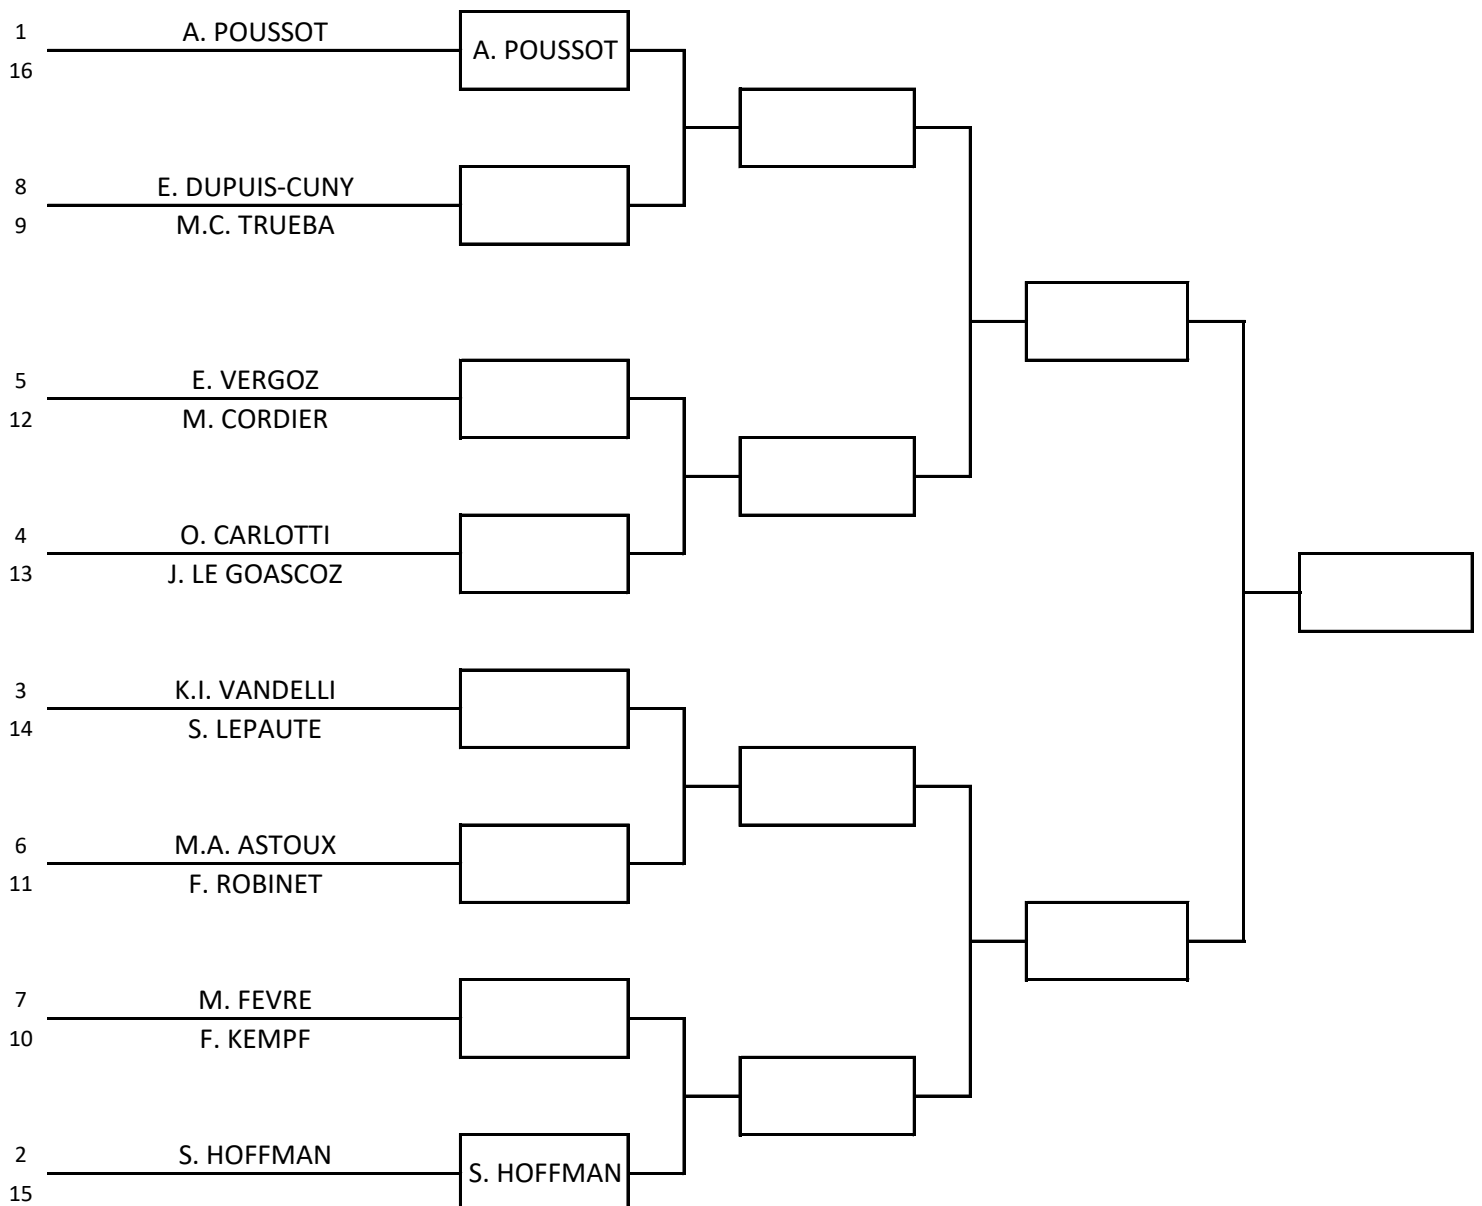 1
A. POUSSOT
A. POUSSOT
16
8
E. DUPUIS-CUNY
9
M.C. TRUEBA
5
E. VERGOZ
12
M. CORDIER
4
O. CARLOTTI
13
J. LE GOASCOZ
3
K.I. VANDELLI
14
S. LEPAUTE
6
M.A. ASTOUX
11
F. ROBINET
7
M. FEVRE
10
F. KEMPF
2
S. HOFFMAN
S. HOFFMAN
15